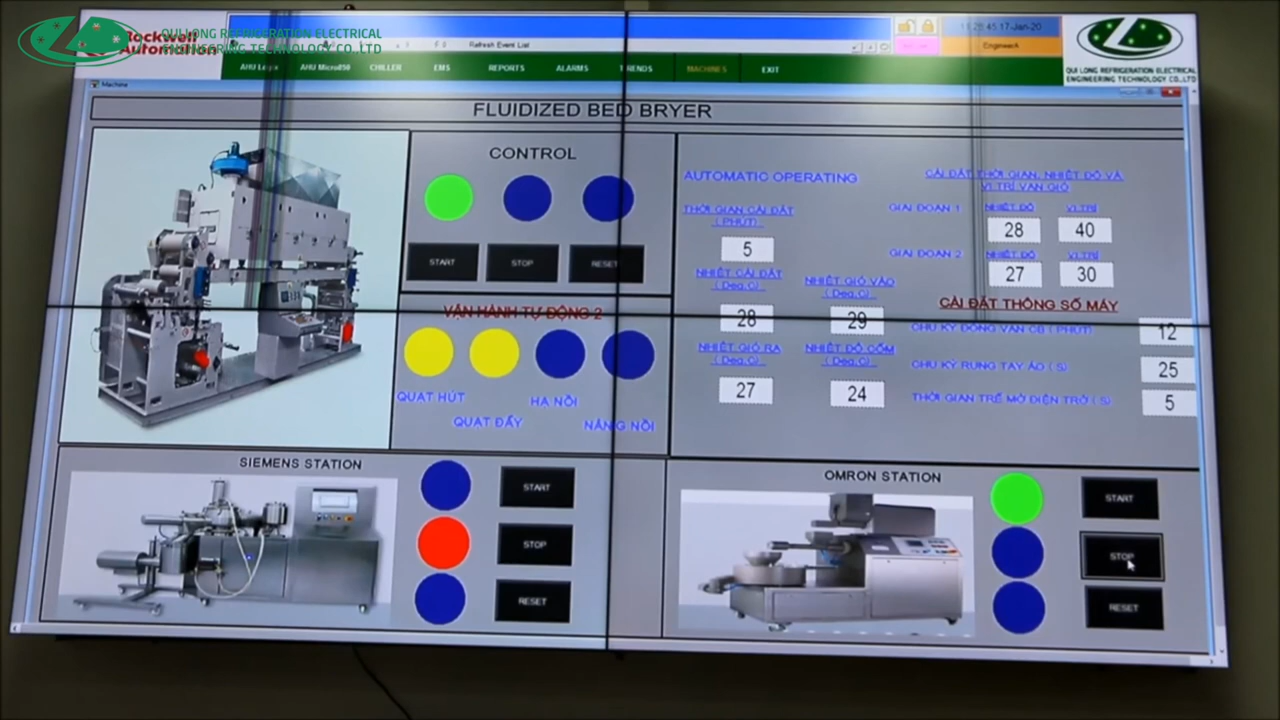 QUI LONG REFRIGERATION ELECTRICAL
ENGINEERING TECHNOLOGY CO.,LTD
Rockwell
Automation
Refresh Event List
17-Jan-20
EngineerA
QUI LONG REFRIGERATION ELECTRICAL
ENGINEERING TECHNOLOGY CO.,LTD
AHU Logix AHU Micro850 CHILLER EMS REPORTS ALARMS TRENDS MACHINES EXIT
Machine
FLUIDIZED BED BRYER
CONTROL
START STOP RESET
VẬN HÀNH TỰ ĐỘNG 2
QUẠT HÚT
QUẠT ĐẨY
HẠ NỒI
NÂNG NỒI
AUTOMATIC OPERATING
THỜI GIAN CÀI ĐẶT
( PHÚT)
5
NHIỆT CÀI ĐẶT
(Deg.C)
28
NHIỆT GIÓ VÀO
(Deg.C)
29
NHIỆT GIÓ RA
(Deg.C)
27
NHIỆT ĐỘ CỐM
(Deg.C)
24
CÀI ĐẶT THỜI GIAN, NHIỆT ĐỘ VÀ
VỊ TRÍ VAN GIÓ
NHIỆT ĐỘ VỊ TRÍ
GIAI ĐOẠN 1 28 40
NHIỆT ĐỘ VỊ TRÍ
GIAI ĐOẠN 2 27 30
CÀI ĐẶT THÔNG SỐ MÁY
CHU KỲ ĐÓNG VAN CB ( PHÚT) 12
CHU KỲ RUNG TAY ÁO ( S) 25
THỜI GIAN TRỄ MỞ ĐIỆN TRỞ ( S) 5
SIEMENS STATION
START
STOP
RESET
OMRON STATION
START
STOP
RESET